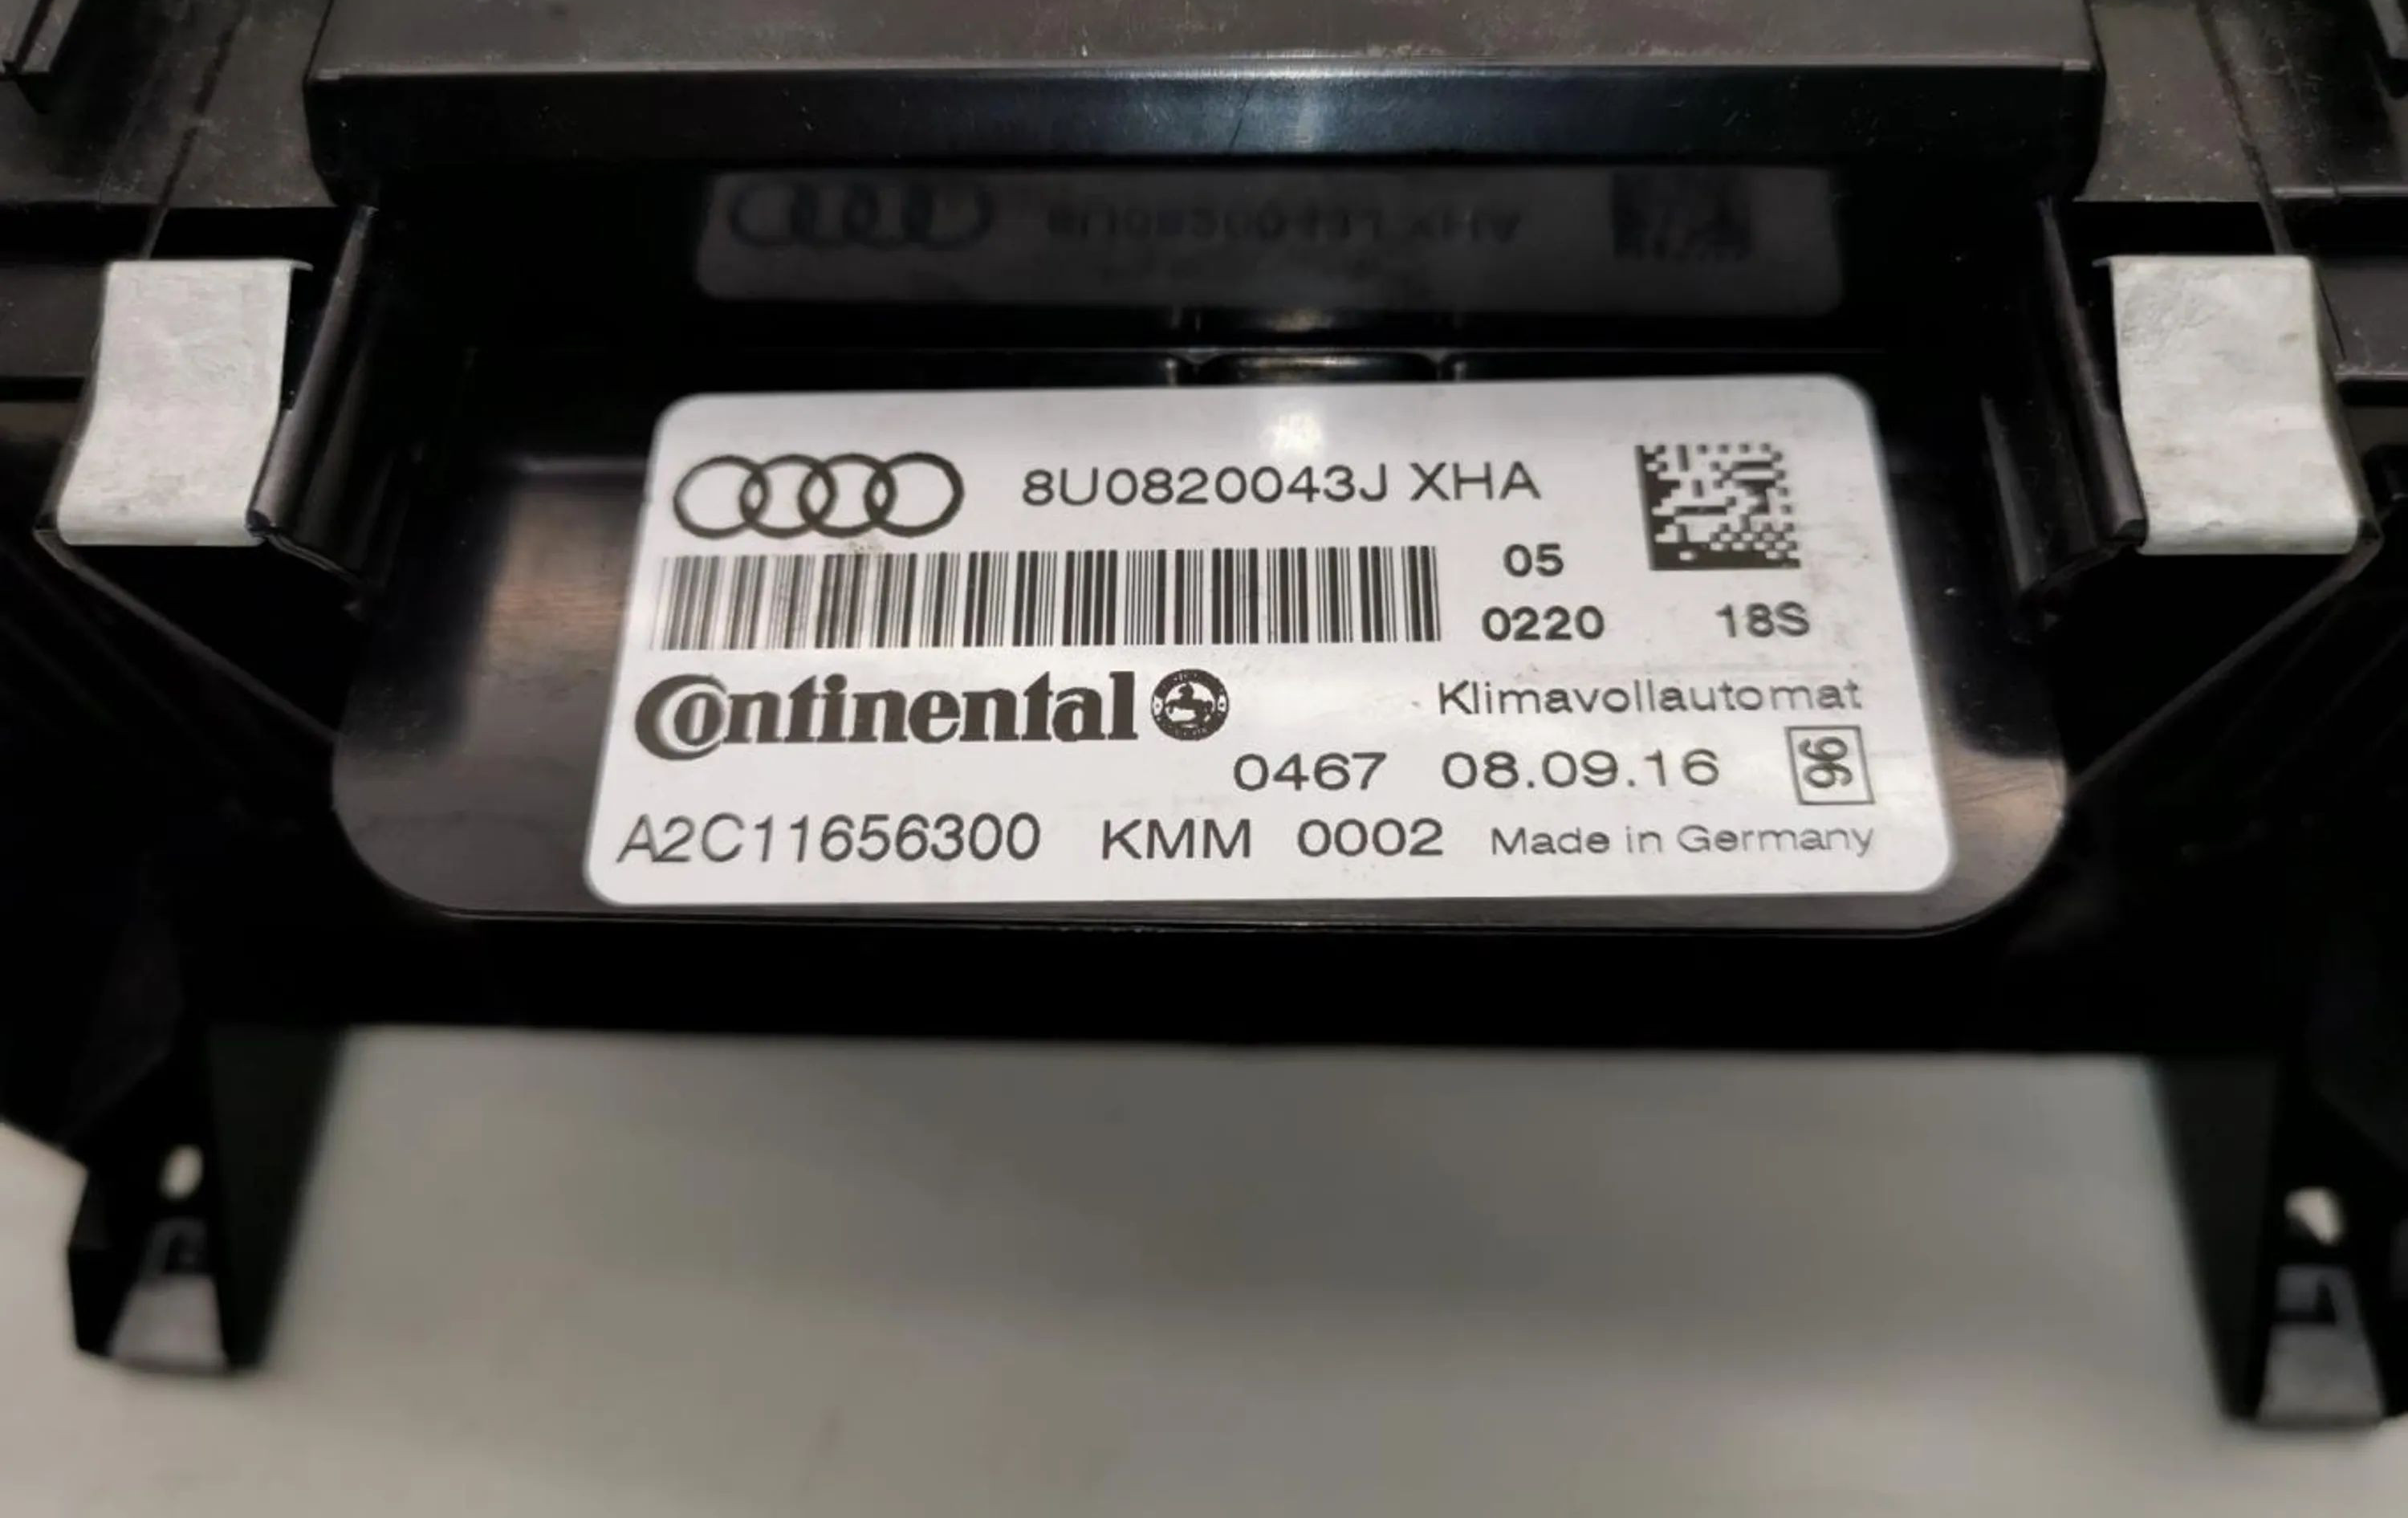 8U0820043J XHA
05
0220 18S
Continental
Klimavollautomat
0467 08.09.16 96
A2C11656300 KMM 0002 Made in Germany